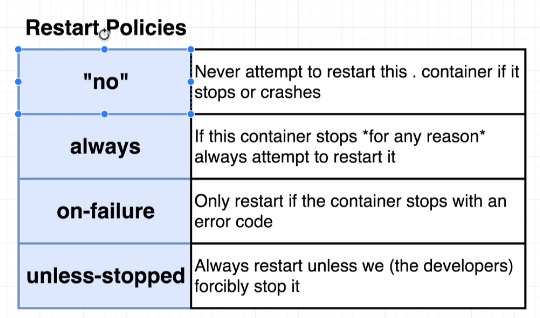 Restart Policies
"no"
Never attempt to restart this . container if it
stops or crashes
always
If this container stops *for any reason*
always attempt to restart it
on-failure
Only restart if the container stops with an
error code
unless-stopped
Always restart unless we (the developers)
forcibly stop it